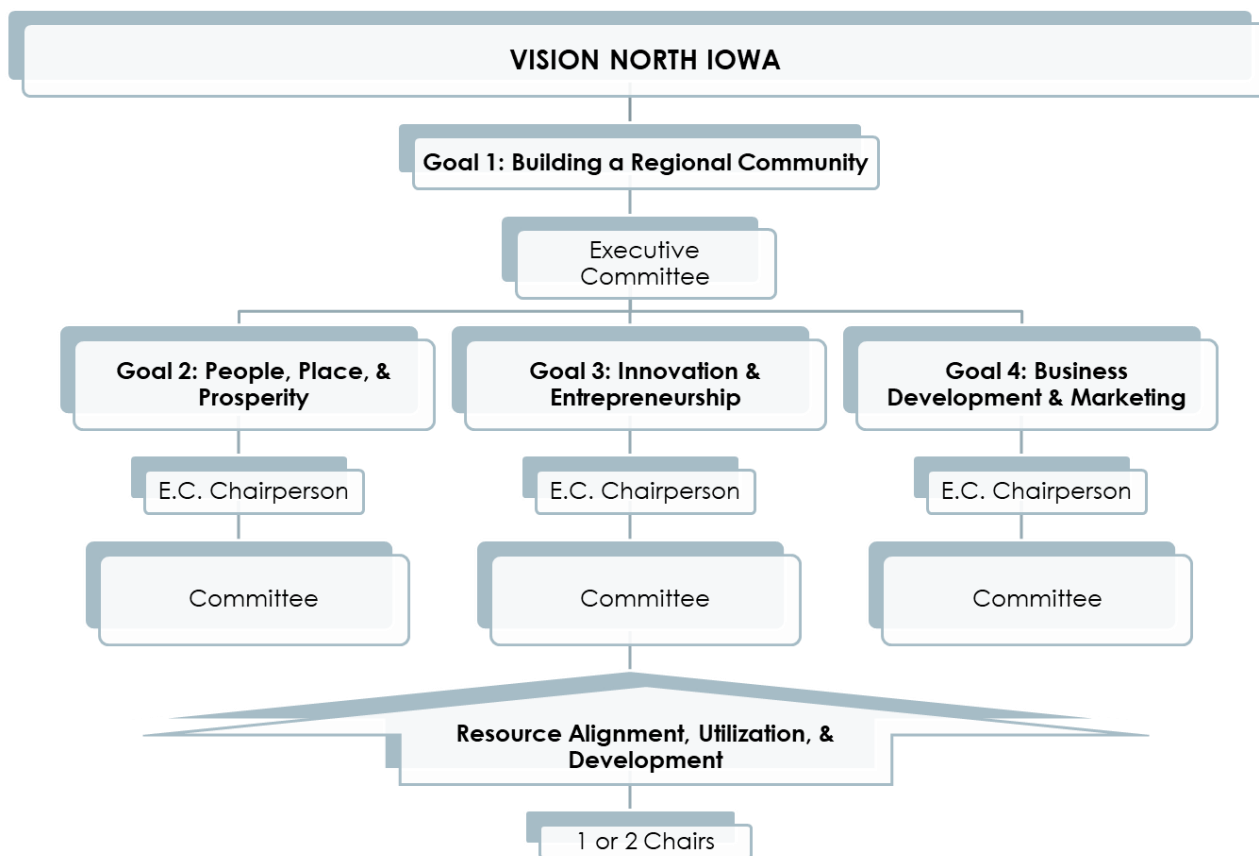 VISION NORTH IOWA
Goal 1: Building a Regional Community
Executive
Committee
Goal 2: People, Place, &
Prosperity
Goal 3: Innovation &
Entrepreneurship
Goal 4: Business
Development & Marketing
E.C. Chairperson
E.C. Chairperson
E.C. Chairperson
Committee
Committee
Committee
Resource Alignment, Utilization, &
Development
1 or 2 Chairs